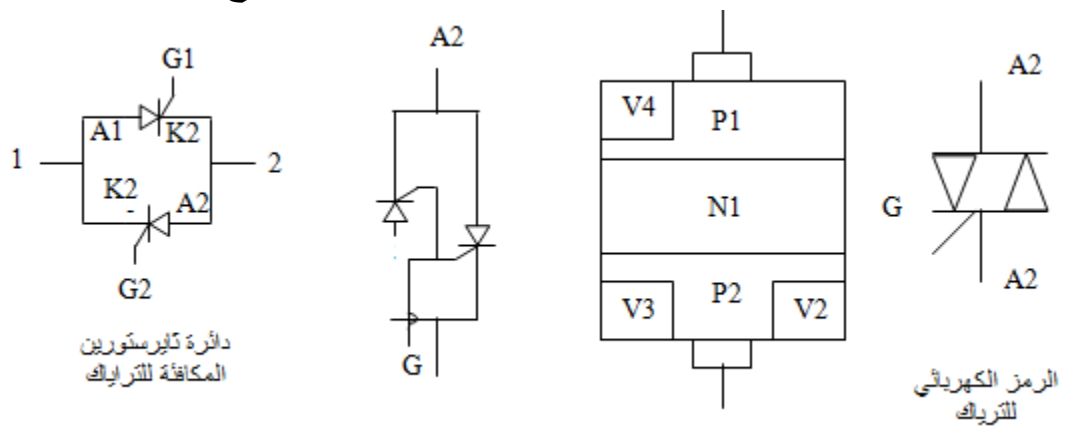 G1
A1
K2
1
2
K2
A2
G2
دائرة ثايرستورين
المكافئة للتراياك
A2
G
V4
P1
N1
P2
V3
V2
A2
G
A2
الرمز الكهربائي
للترياك